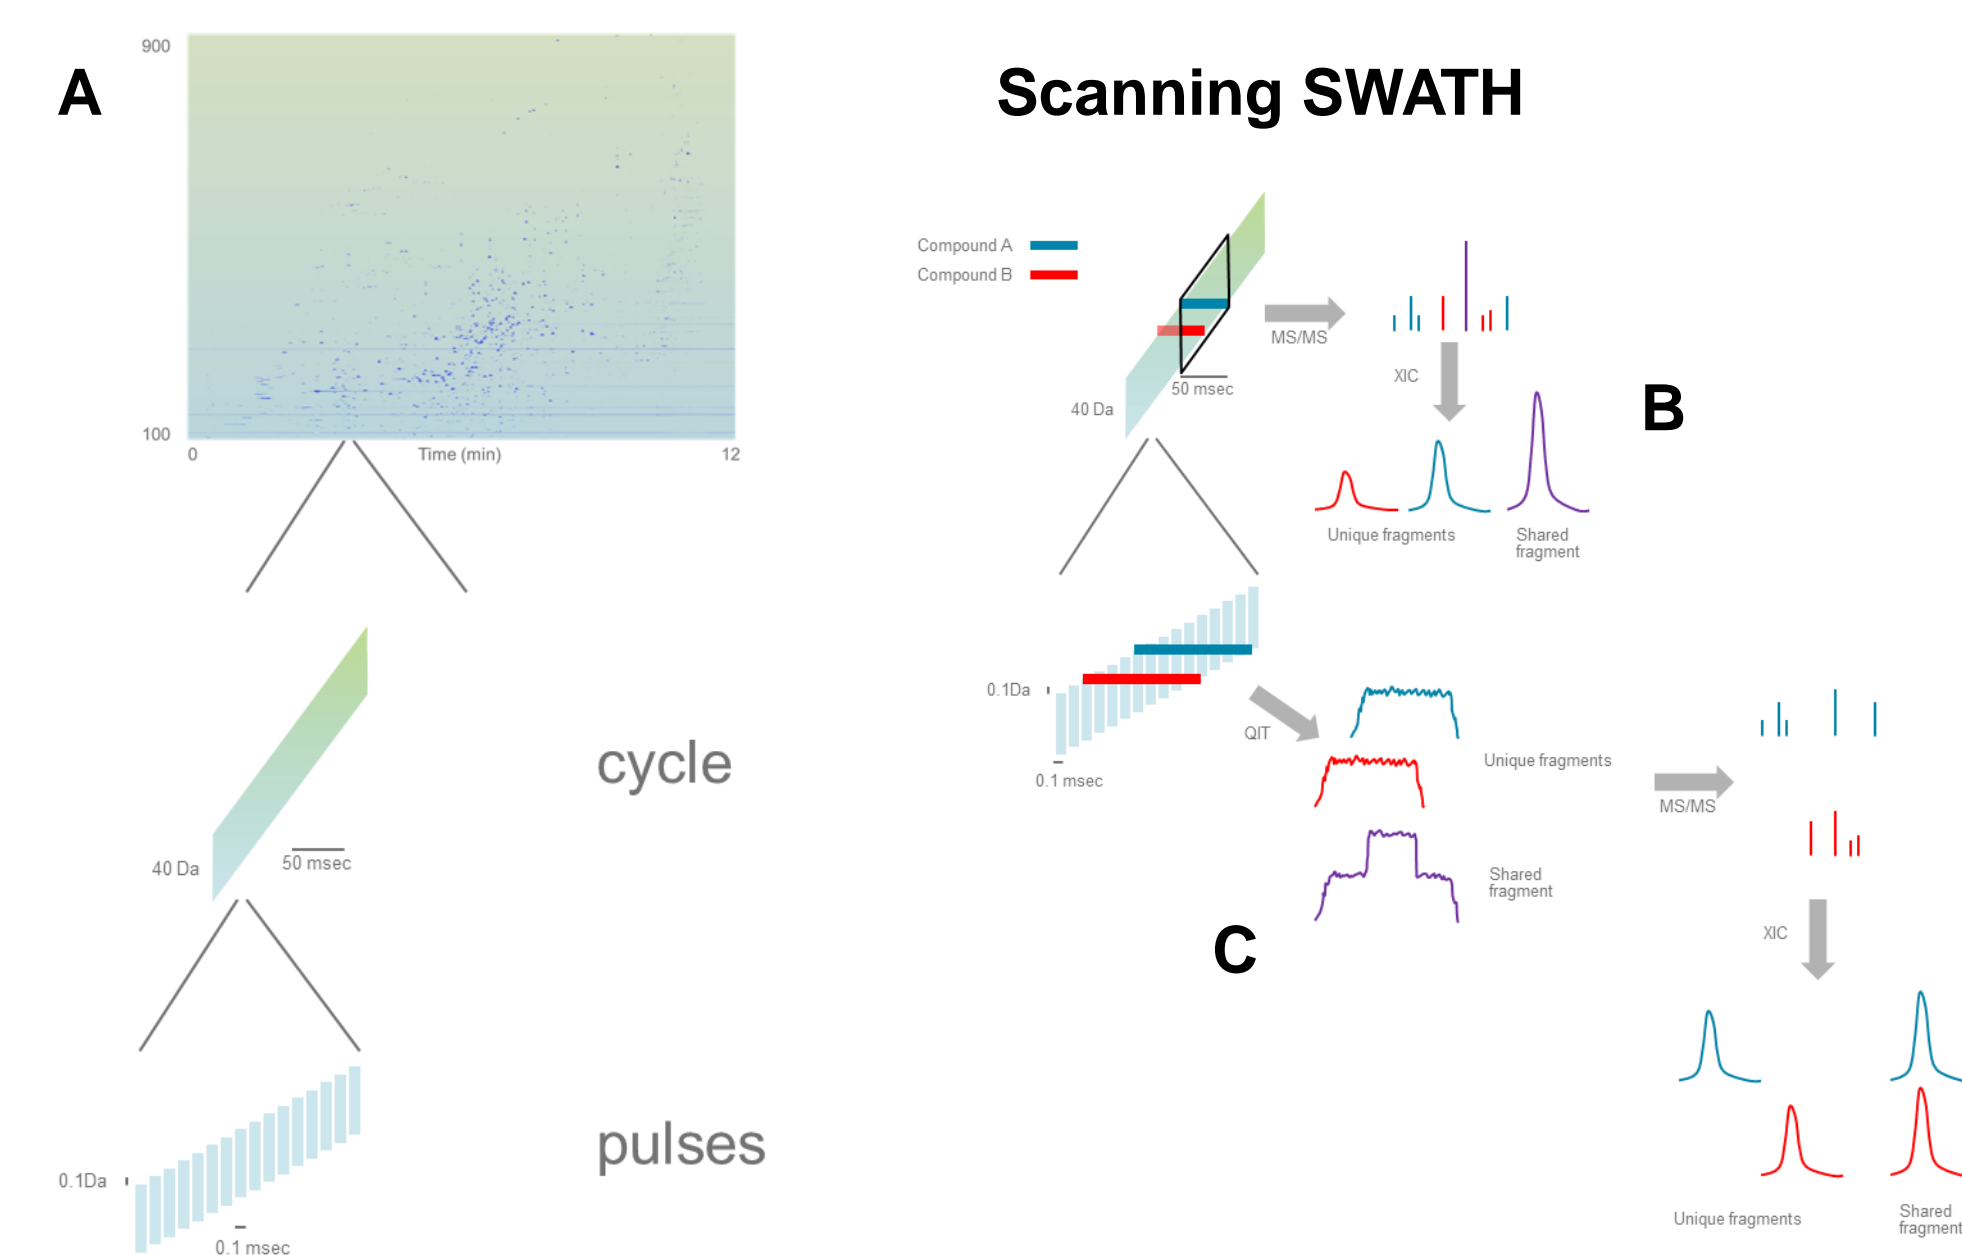 A
900
100
0
Time (min)
12
40 Da
50 msec
cycle
0.1Da
0.1 msec
pulses
Scanning SWATH
Compound A
Compound B
MS/MS
50 msec
40 Da
XIC
B
Unique fragments
Shared
fragment
0.1Da
0.1 msec
QIT
Unique fragments
Shared
fragment
C
MS/MS
XIC
Unique fragments
Shared
fragment